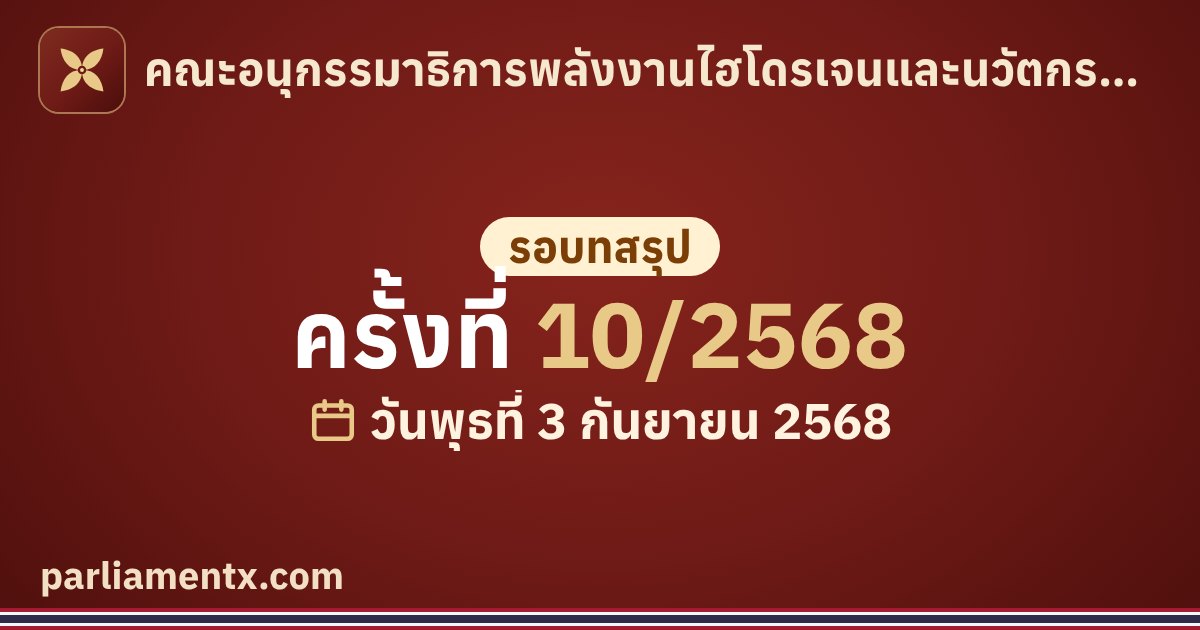 คณะอนุกรรมาธิการพลังงานไฮโดรเจนและนวัตกร...
รอบทสรุป
ครั้งที่ 10/2568
วันพุธที่ 3 กันยายน 2568
parliamentx.com